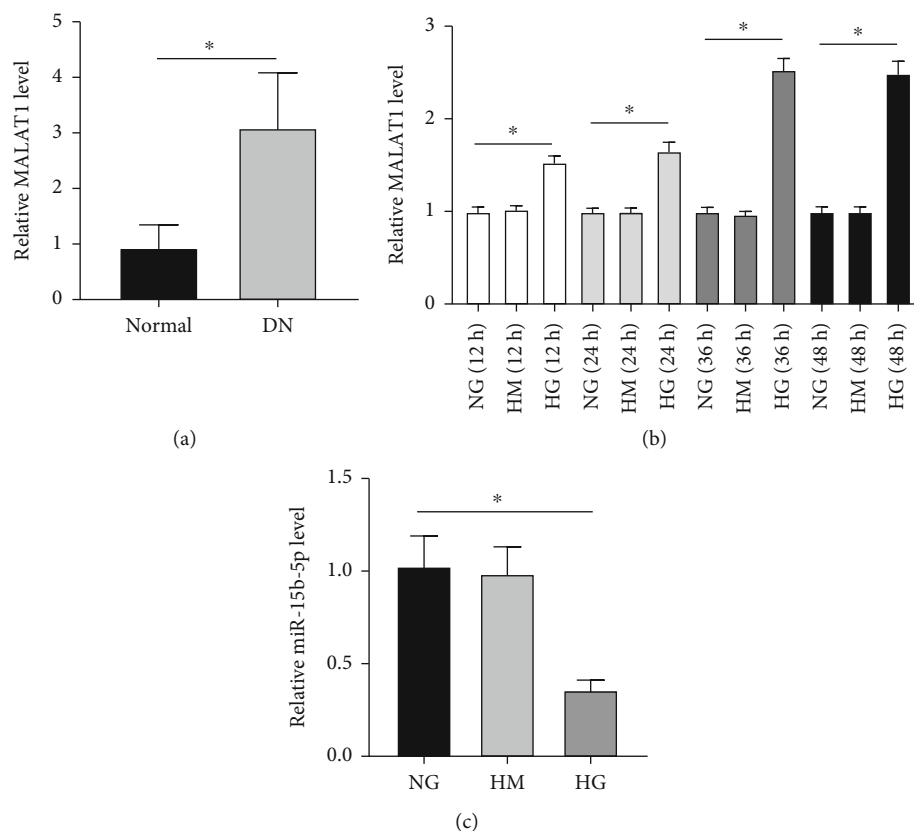 5
4
3
2
1
0
Relative MALAT1 level
*
Normal
DN
(a)
3
2
1
0
Relative MALAT1 level
*
*
*
*
NG (12 h)
HM (12 h)
HG (12 h)
NG (24 h)
HM (24 h)
HG (24 h)
NG (36 h)
HM (36 h)
HG (36 h)
NG (48 h)
HM (48 h)
HG (48 h)
(b)
1.5
1.0
0.5
0.0
Relative miR-15b-5p level
*
NG
HM
HG
(c)